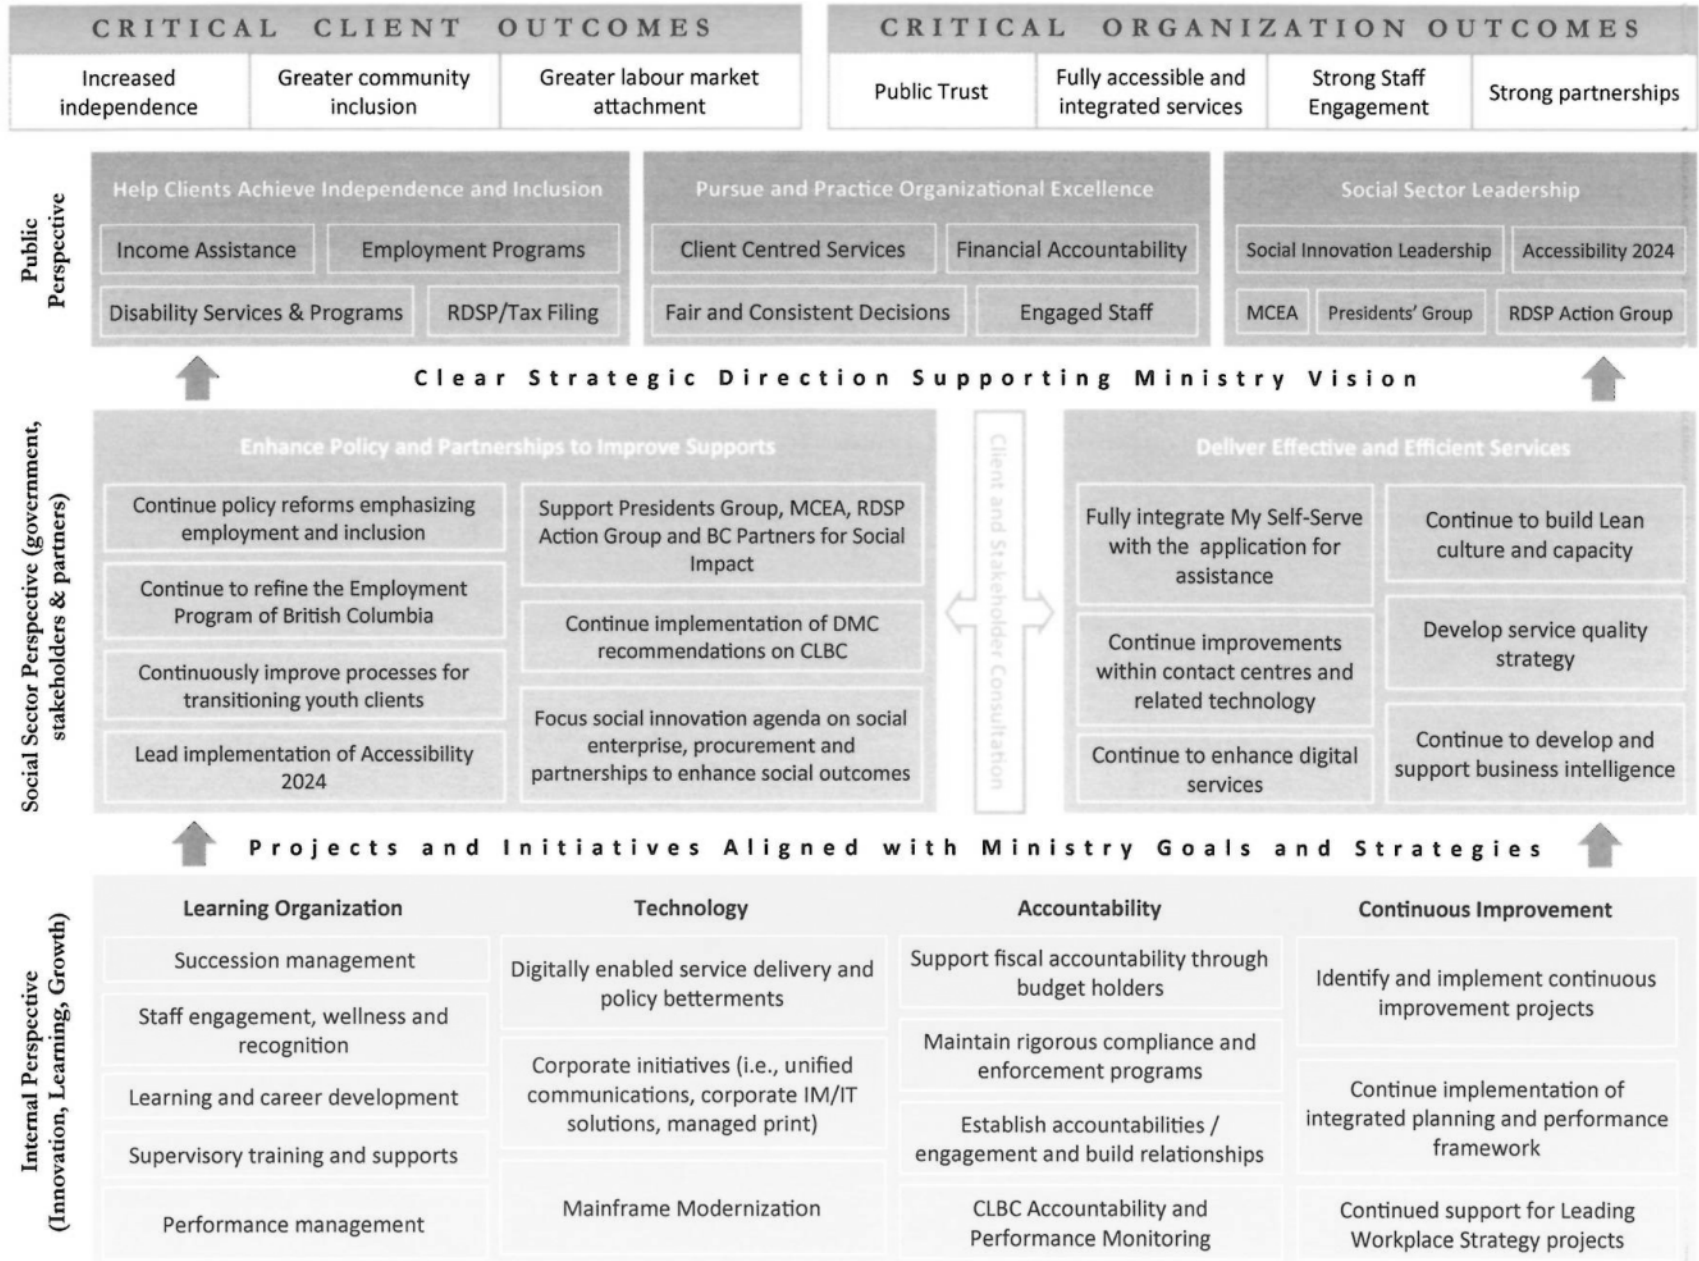 CRITICAL CLIENT OUTCOMES
Increased
independence
Greater community
inclusion
Greater labour market
attachment
CRITICAL ORGANIZATION OUTCOMES
Public Trust
Fully accessible and
integrated services
Strong Staff
Engagement
Strong partnerships
Public
Perspective
Help Clients Achieve Independence and Inclusion
Income Assistance
Employment Programs
Disability Services & Programs
RDSP/Tax Filing
Pursue and Practice Organizational Excellence
Client Centred Services
Financial Accountability
Fair and Consistent Decisions
Engaged Staff
Social Sector Leadership
Social Innovation Leadership
Accessibility 2024
MCEA
Presidents' Group
RDSP Action Group
Clear Strategic Direction Supporting Ministry Vision
Social Sector Perspective (government,
stakeholders & partners)
Enhance Policy and Partnerships to Improve Supports
Continue policy reforms emphasizing
employment and inclusion
Continue to refine the Employment
Program of British Columbia
Continuously improve processes for
transitioning youth clients
Lead implementation of Accessibility
2024
Support Presidents Group, MCEA, RDSP
Action Group and BC Partners for Social
Impact
Continue implementation of DMC
recommendations on CLBC
Focus social innovation agenda on social
enterprise, procurement and
partnerships to enhance social outcomes
Client and Stakeholder Consultation
Deliver Effective and Efficient Services
Fully integrate My Self-Serve
with the application for
assistance
Continue improvements
within contact centres and
related technology
Continue to enhance digital
services
Continue to build Lean
culture and capacity
Develop service quality
strategy
Continue to develop and
support business intelligence
Projects and Initiatives Aligned with Ministry Goals and Strategies
Internal Perspective
(Innovation, Learning, Growth)
Learning Organization
Succession management
Staff engagement, wellness and
recognition
Learning and career development
Supervisory training and supports
Performance management
Technology
Digitally enabled service delivery and
policy betterments
Corporate initiatives (i.e., unified
communications, corporate IM/IT
solutions, managed print)
Mainframe Modernization
Accountability
Support fiscal accountability through
budget holders
Maintain rigorous compliance and
enforcement programs
Establish accountabilities /
engagement and build relationships
CLBC Accountability and
Performance Monitoring
Continuous Improvement
Identify and implement continuous
improvement projects
Continue implementation of
integrated planning and performance
framework
Continued support for Leading
Workplace Strategy projects